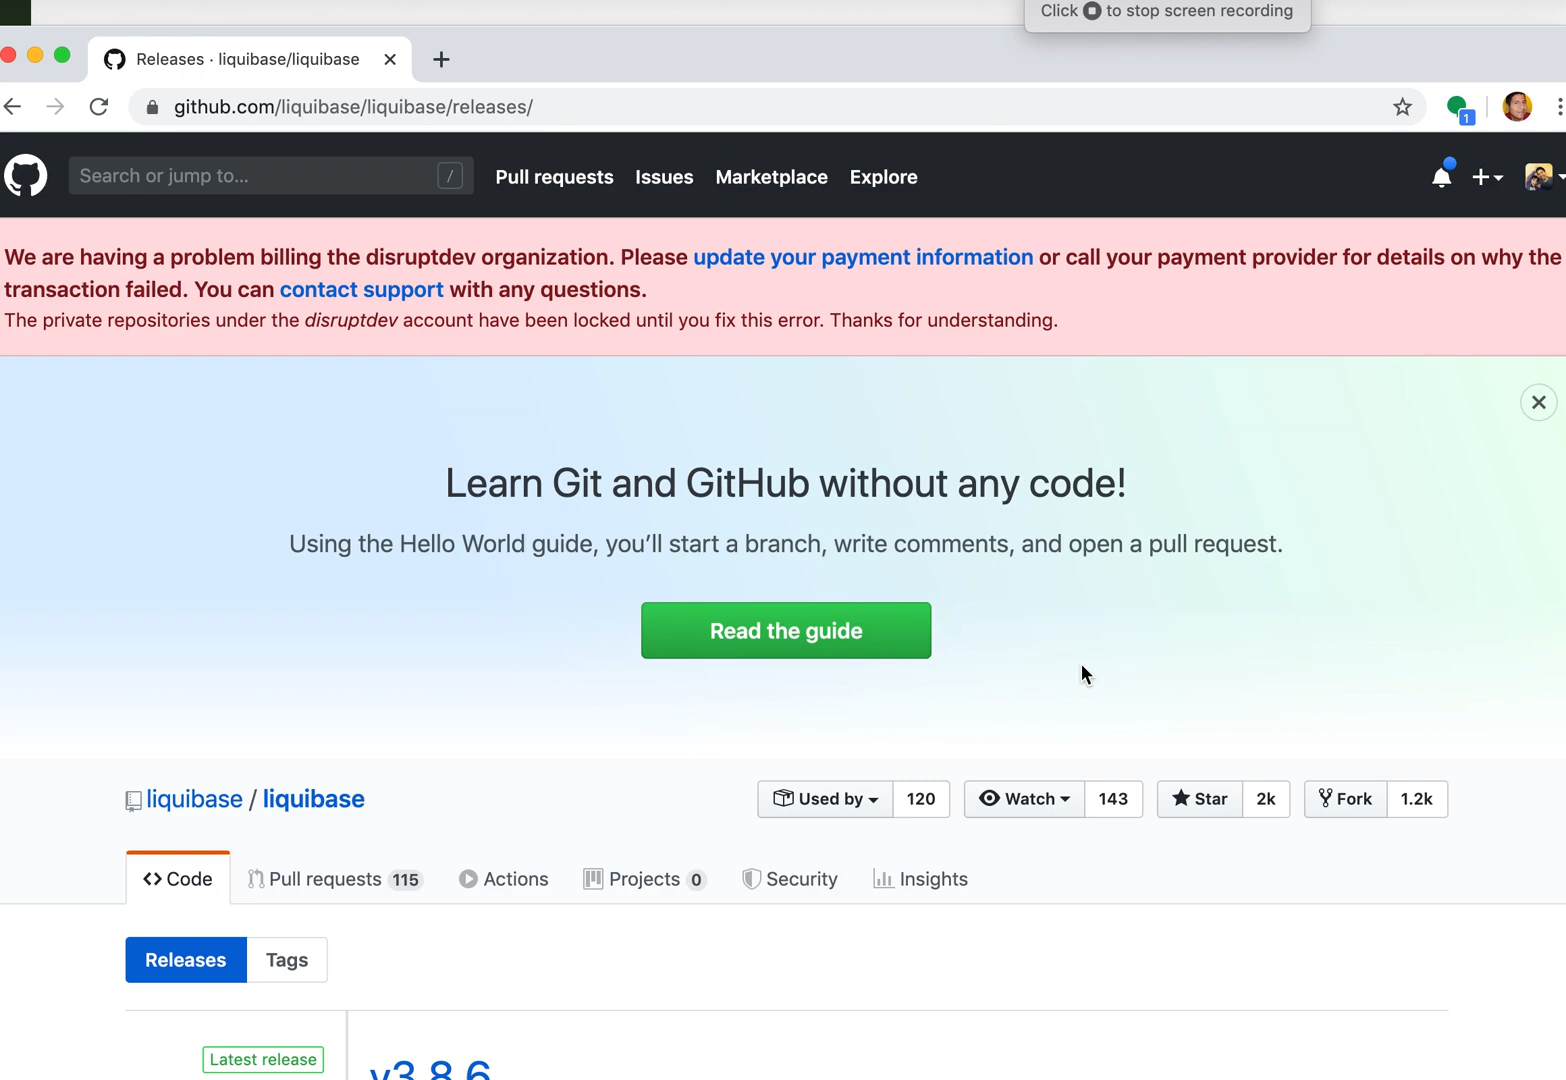 Click to stop screen recording
Releases · liquibase/liquibase
github.com/liquibase/liquibase/releases/
1
Search or jump to... /
Pull requests Issues Marketplace Explore
We are having a problem billing the disruptdev organization. Please update your payment information or call your payment provider for details on why the
transaction failed. You can contact support with any questions.
The private repositories under the disruptdev account have been locked until you fix this error. Thanks for understanding.
Learn Git and GitHub without any code!
Using the Hello World guide, you’ll start a branch, write comments, and open a pull request.
Read the guide
liquibase / liquibase
Used by 120 Watch 143 Star 2k Fork 1.2k
Code Pull requests 115 Actions Projects 0 Security Insights
Releases Tags
Latest release
v3.8.6